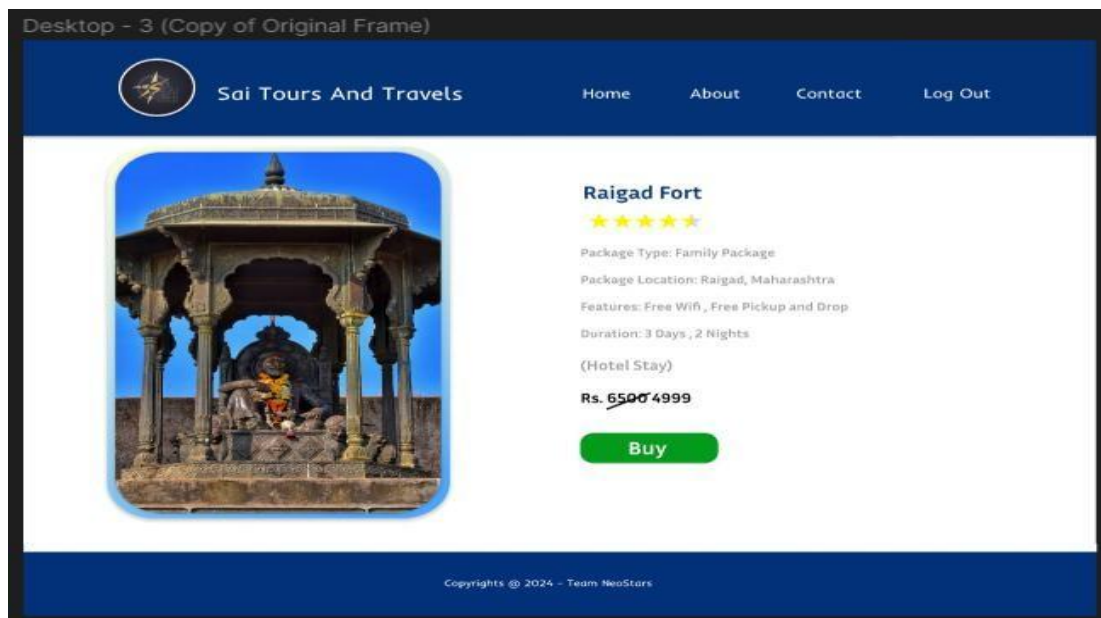 Desktop - 3 (Copy of Original Frame)
Sai Tours And Travels Home About Contact Log Out
Raigad Fort
Package Type: Family Package
Package Location: Raigad, Maharashtra
Features: Free Wifi , Free Pickup and Drop
Duration: 3 Days , 2 Nights
(Hotel Stay)
Rs. 6500 4999
Buy
Copyrights @ 2024 - Team NeoStars